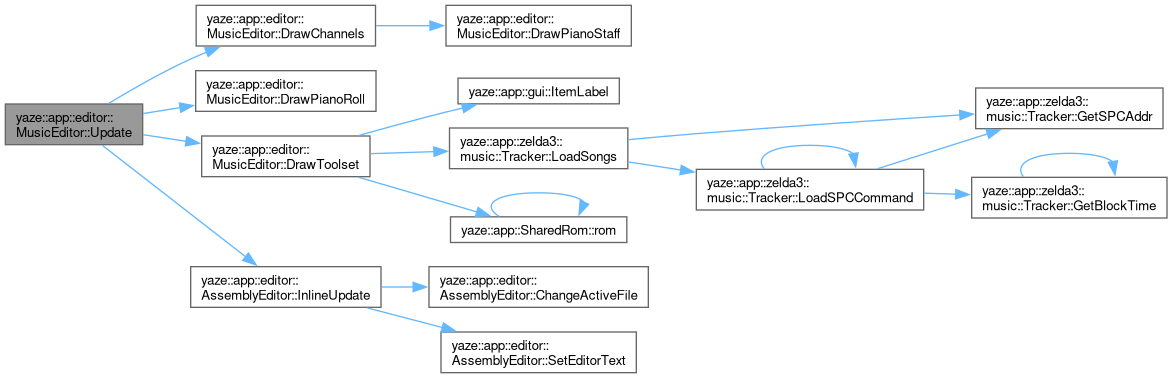 yaze::app::editor::
MusicEditor::Update
yaze::app::editor::
MusicEditor::DrawChannels
yaze::app::editor::
MusicEditor::DrawPianoStaff
yaze::app::editor::
MusicEditor::DrawPianoRoll
yaze::app::editor::
MusicEditor::DrawToolset
yaze::app::gui::ItemLabel
yaze::app::zelda3::
music::Tracker::LoadSongs
yaze::app::SharedRom::rom
yaze::app::zelda3::
music::Tracker::LoadSPCCommand
yaze::app::zelda3::
music::Tracker::GetSPCAddr
yaze::app::zelda3::
music::Tracker::GetBlockTime
yaze::app::editor::
AssemblyEditor::InlineUpdate
yaze::app::editor::
AssemblyEditor::ChangeActiveFile
yaze::app::editor::
AssemblyEditor::SetEditorText